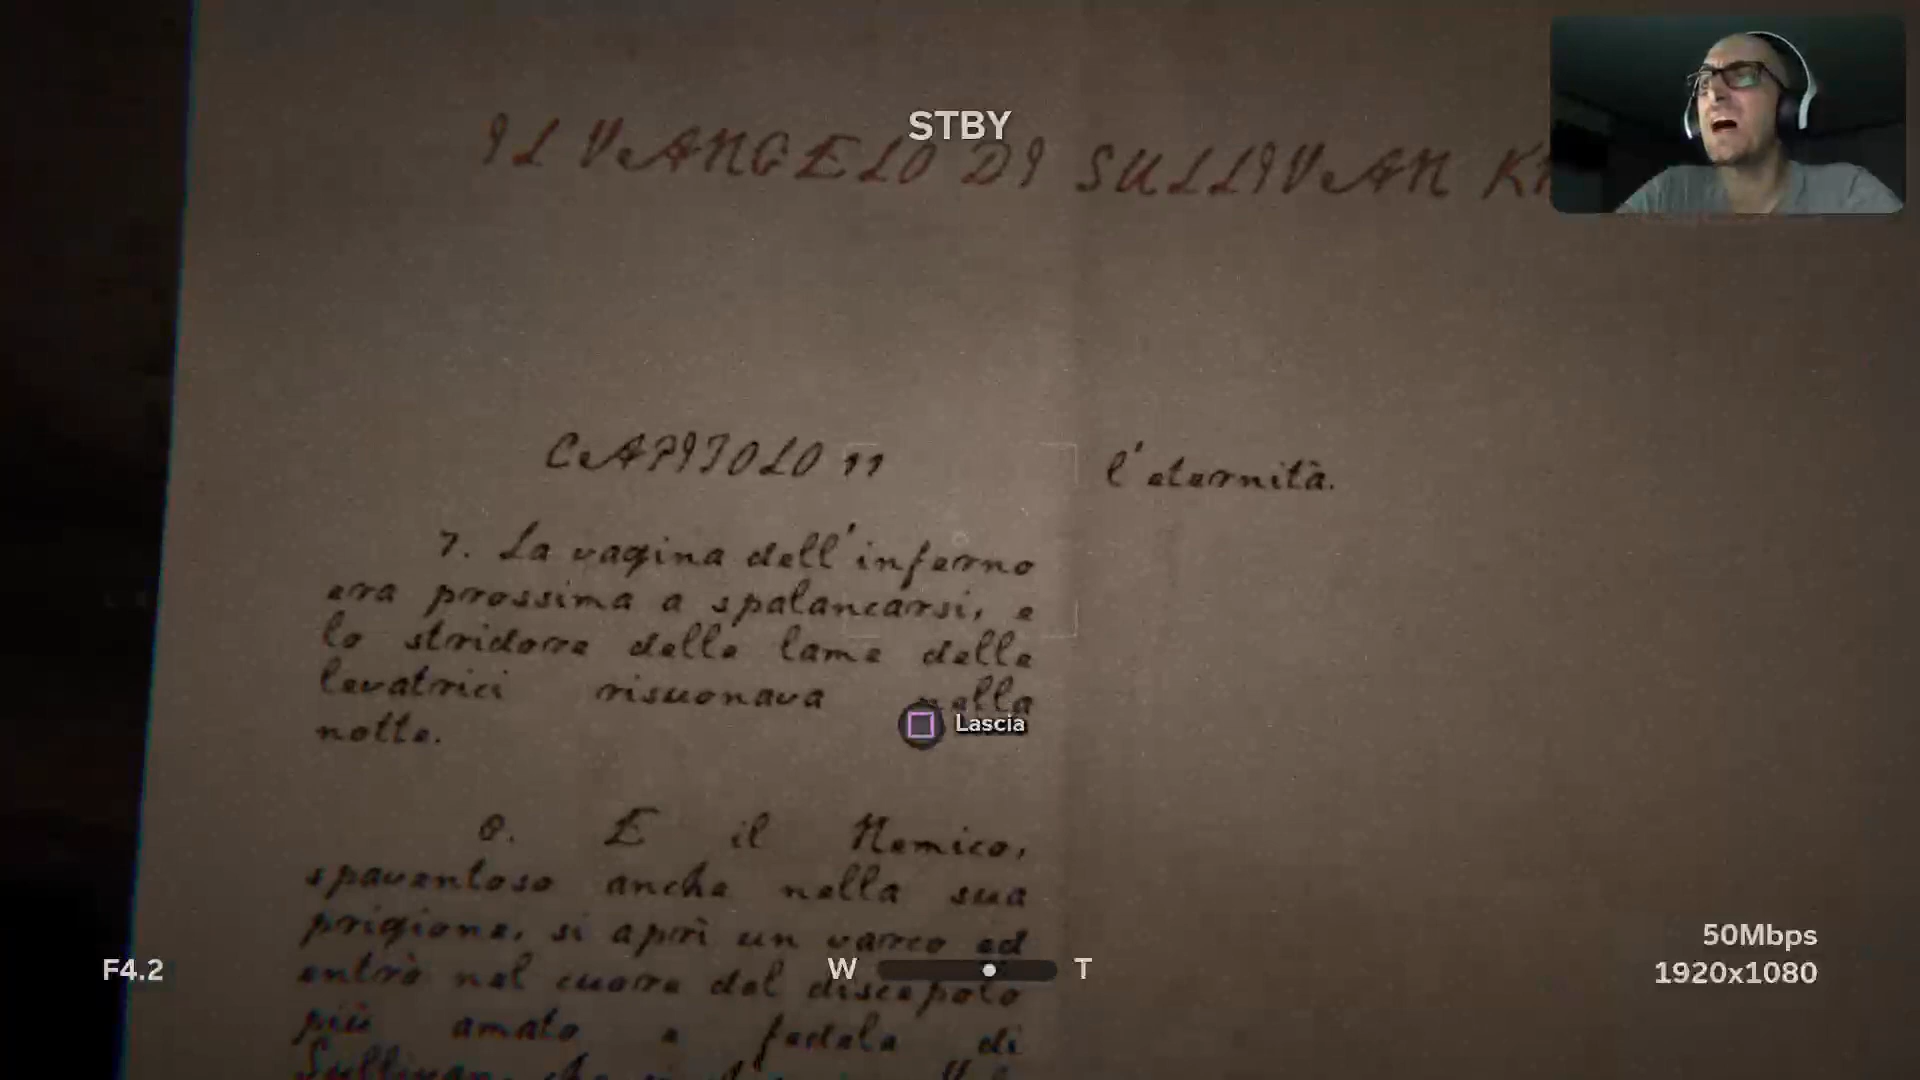 STBY
IL VANGELO DI SULLIVAN
CAPITOLO 11
7. La vagina dell'inferno
era prossima a spalancarsi, e
lo stridore delle lame delle
levatrici risuonava nella
notte.
8. E il Nemico,
spaventoso anche nella sua
prigione, si aprì un varco ed
entrò nel cuore del discepolo
più amato e fedele di
l'eternità.
Lascia
F4.2
W T
50Mbps
1920x1080